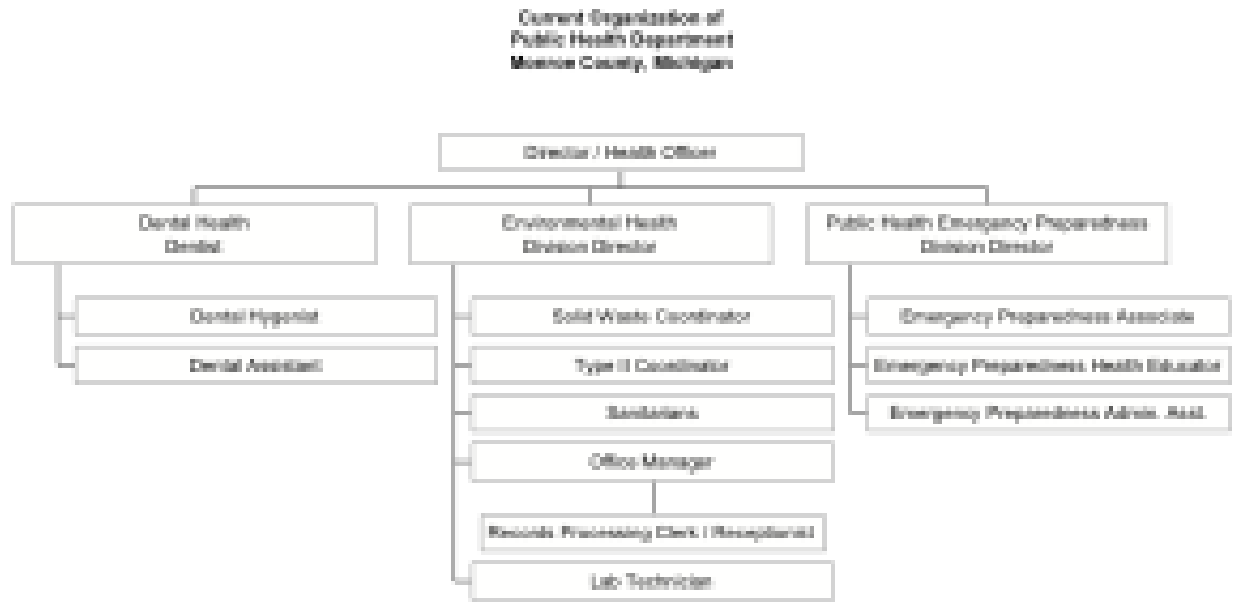 Current Organization of
Public Health Department
Monroe County, Michigan
Director / Health Officer
Dental Health
Dentist
Environmental Health
Division Director
Public Health Emergency Preparedness
Division Director
Dental Hygenist
Dental Assistant
Solid Waste Coordinator
Type II Coordinator
Sanitarians
Office Manager
Records Processing Clerk / Receptionist
Lab Technician
Emergency Preparedness Associate
Emergency Preparedness Health Educator
Emergency Preparedness Admin. Asst.